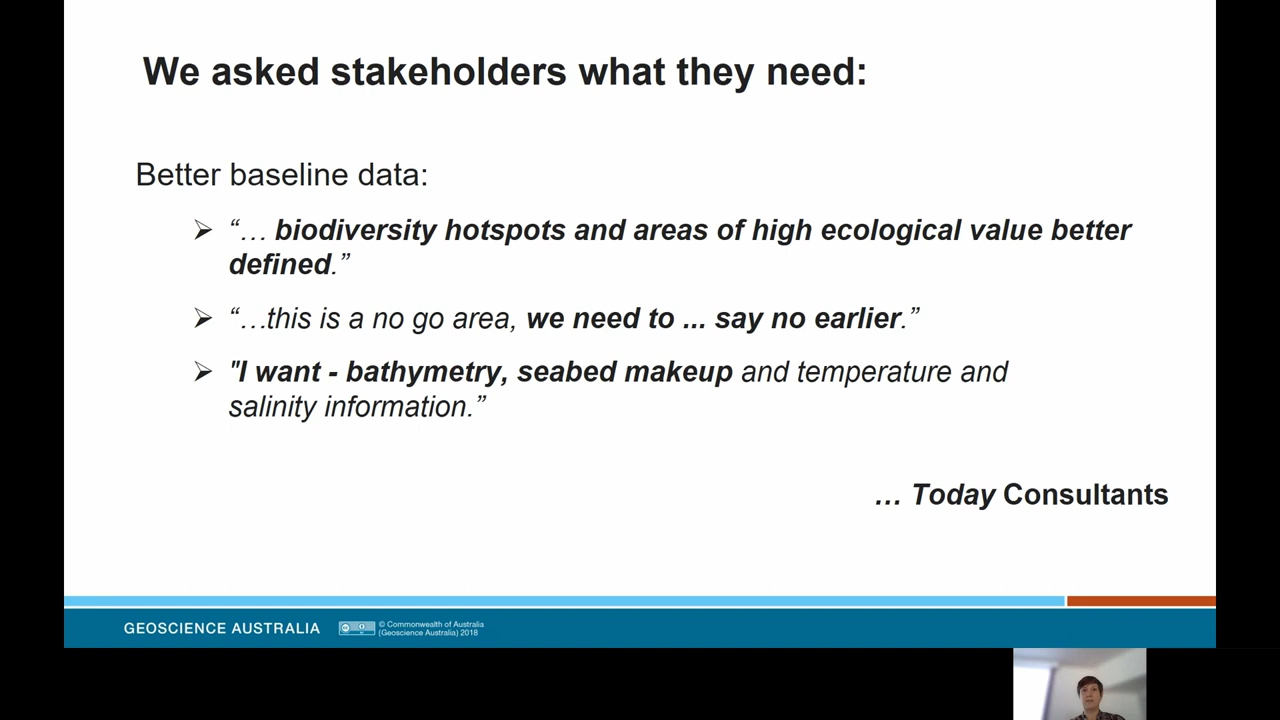 We asked stakeholders what they need:
Better baseline data:
➢ “… biodiversity hotspots and areas of high ecological value better
defined.”
➢ “…this is a no go area, we need to ... say no earlier.”
➢ "I want - bathymetry, seabed makeup and temperature and
salinity information.”
… Today Consultants
GEOSCIENCE AUSTRALIA
© Commonwealth of Australia
(Geoscience Australia) 2018